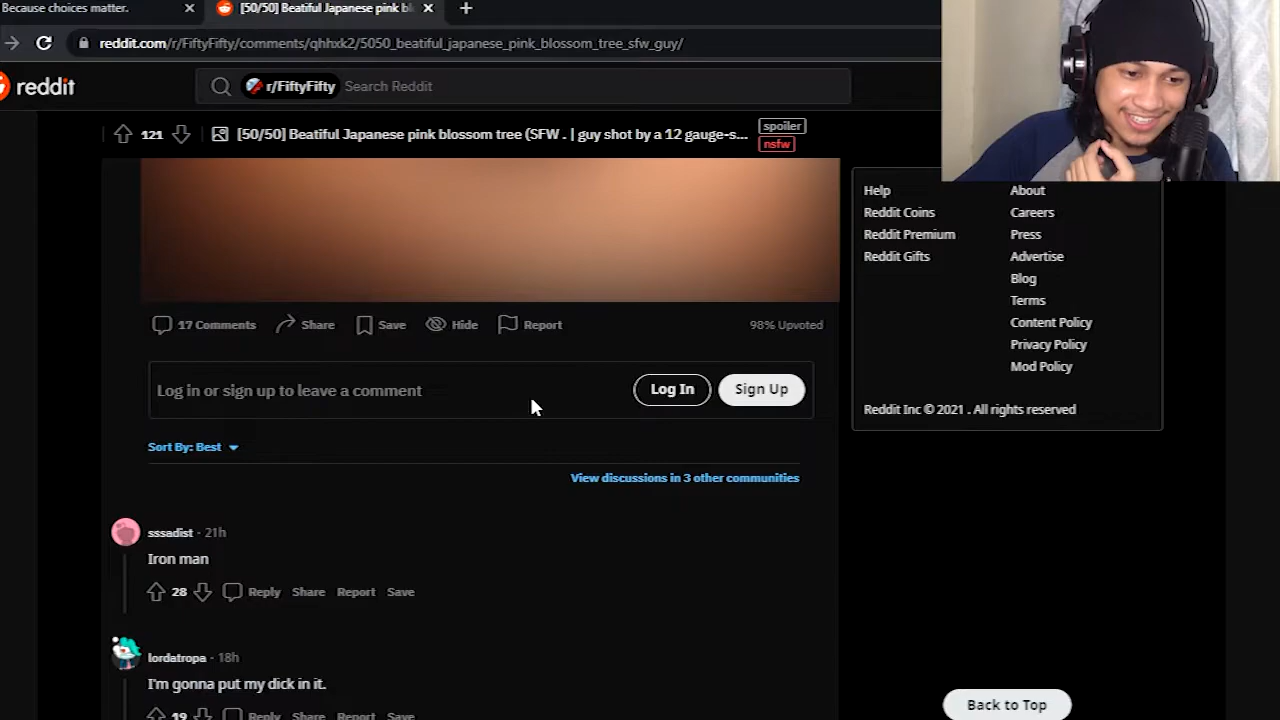 Because choices matter.
[50/50] Beatiful Japanese pink bl
reddit.com/r/FiftyFifty/comments/qhhxk2/5050_beatiful_japanese_pink_blossom_tree_sfw_guy/
reddit
r/FiftyFifty Search Reddit
121 [50/50] Beatiful Japanese pink blossom tree (SFW . | guy shot by a 12 gauge-s... spoiler
nsfw
Help About
Reddit Coins Careers
Reddit Premium Press
Reddit Gifts Advertise
Blog
Terms
Content Policy
Privacy Policy
Mod Policy
Reddit Inc © 2021 . All rights reserved
17 Comments Share Save Hide Report 98% Upvoted
Log in or sign up to leave a comment Log In Sign Up
Sort By: Best
View discussions in 3 other communities
sssadist · 21h
Iron man
28 Reply Share Report Save
lordatropa · 18h
I'm gonna put my dick in it.
19 Reply Share Report Save
Back to Top